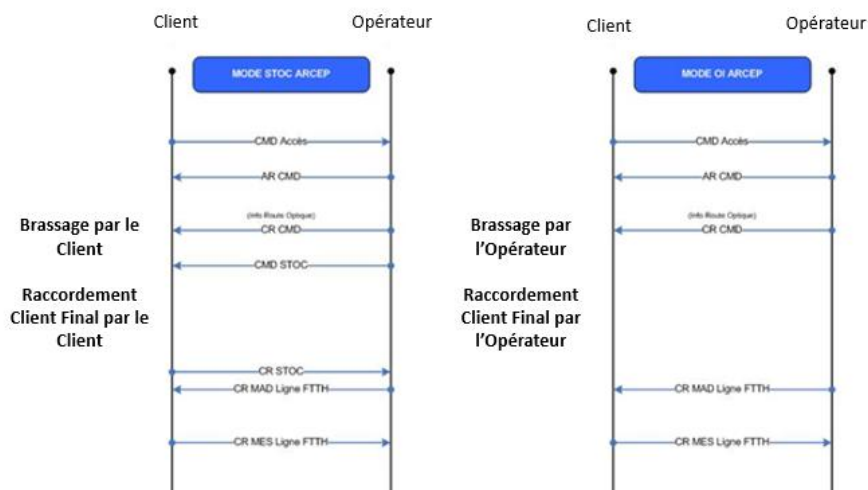 Client
Opérateur
MODE STOC ARCEP
CMD Accès
AR CMD
(Info Route Optique)
CR CMD
CMD STOC
CR STOC
CR MAD Ligne FTTH
CR MES Ligne FTTH
Brassage par le
Client
Raccordement
Client Final par le
Client
Client
Opérateur
MODE OI ARCEP
CMD Accès
AR CMD
(Info Route Optique)
CR CMD
CR MAD Ligne FTTH
CR MES Ligne FTTH
Brassage par
l'Opérateur
Raccordement
Client Final par
l'Opérateur